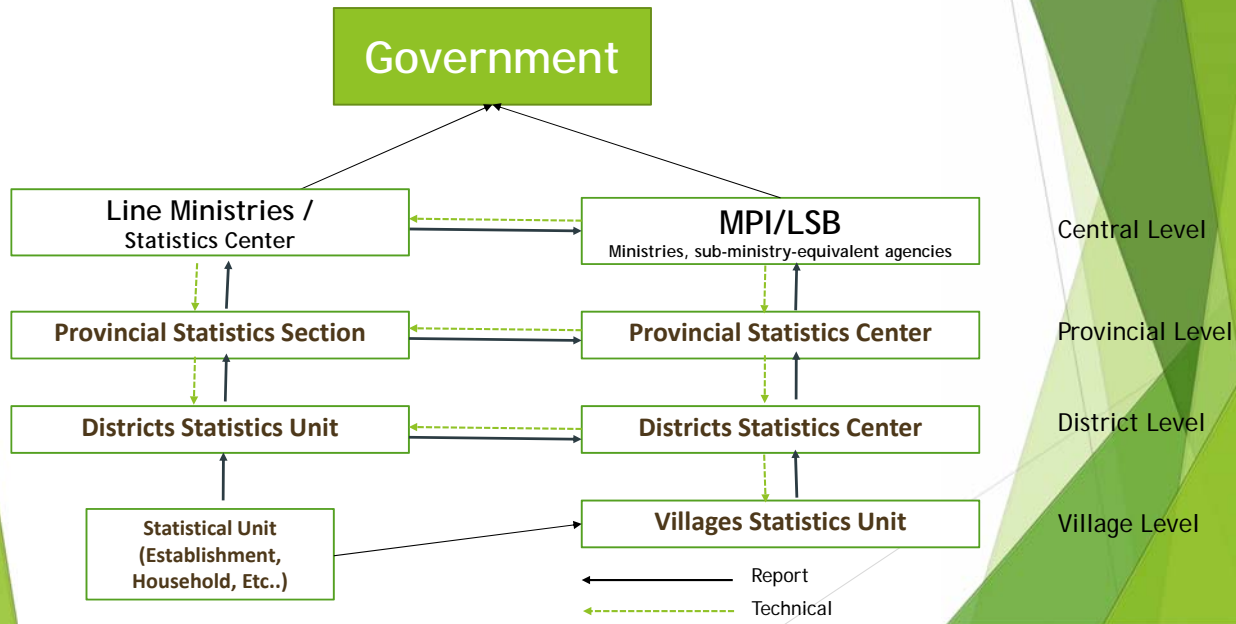 Government
Line Ministries /
Statistics Center
MPI/LSB
Ministries, sub-ministry-equivalent agencies
Central Level
Provincial Statistics Section
Provincial Statistics Center
Provincial Level
Districts Statistics Unit
Districts Statistics Center
District Level
Statistical Unit
(Establishment,
Household, Etc..)
Villages Statistics Unit
Village Level
Report
Technical